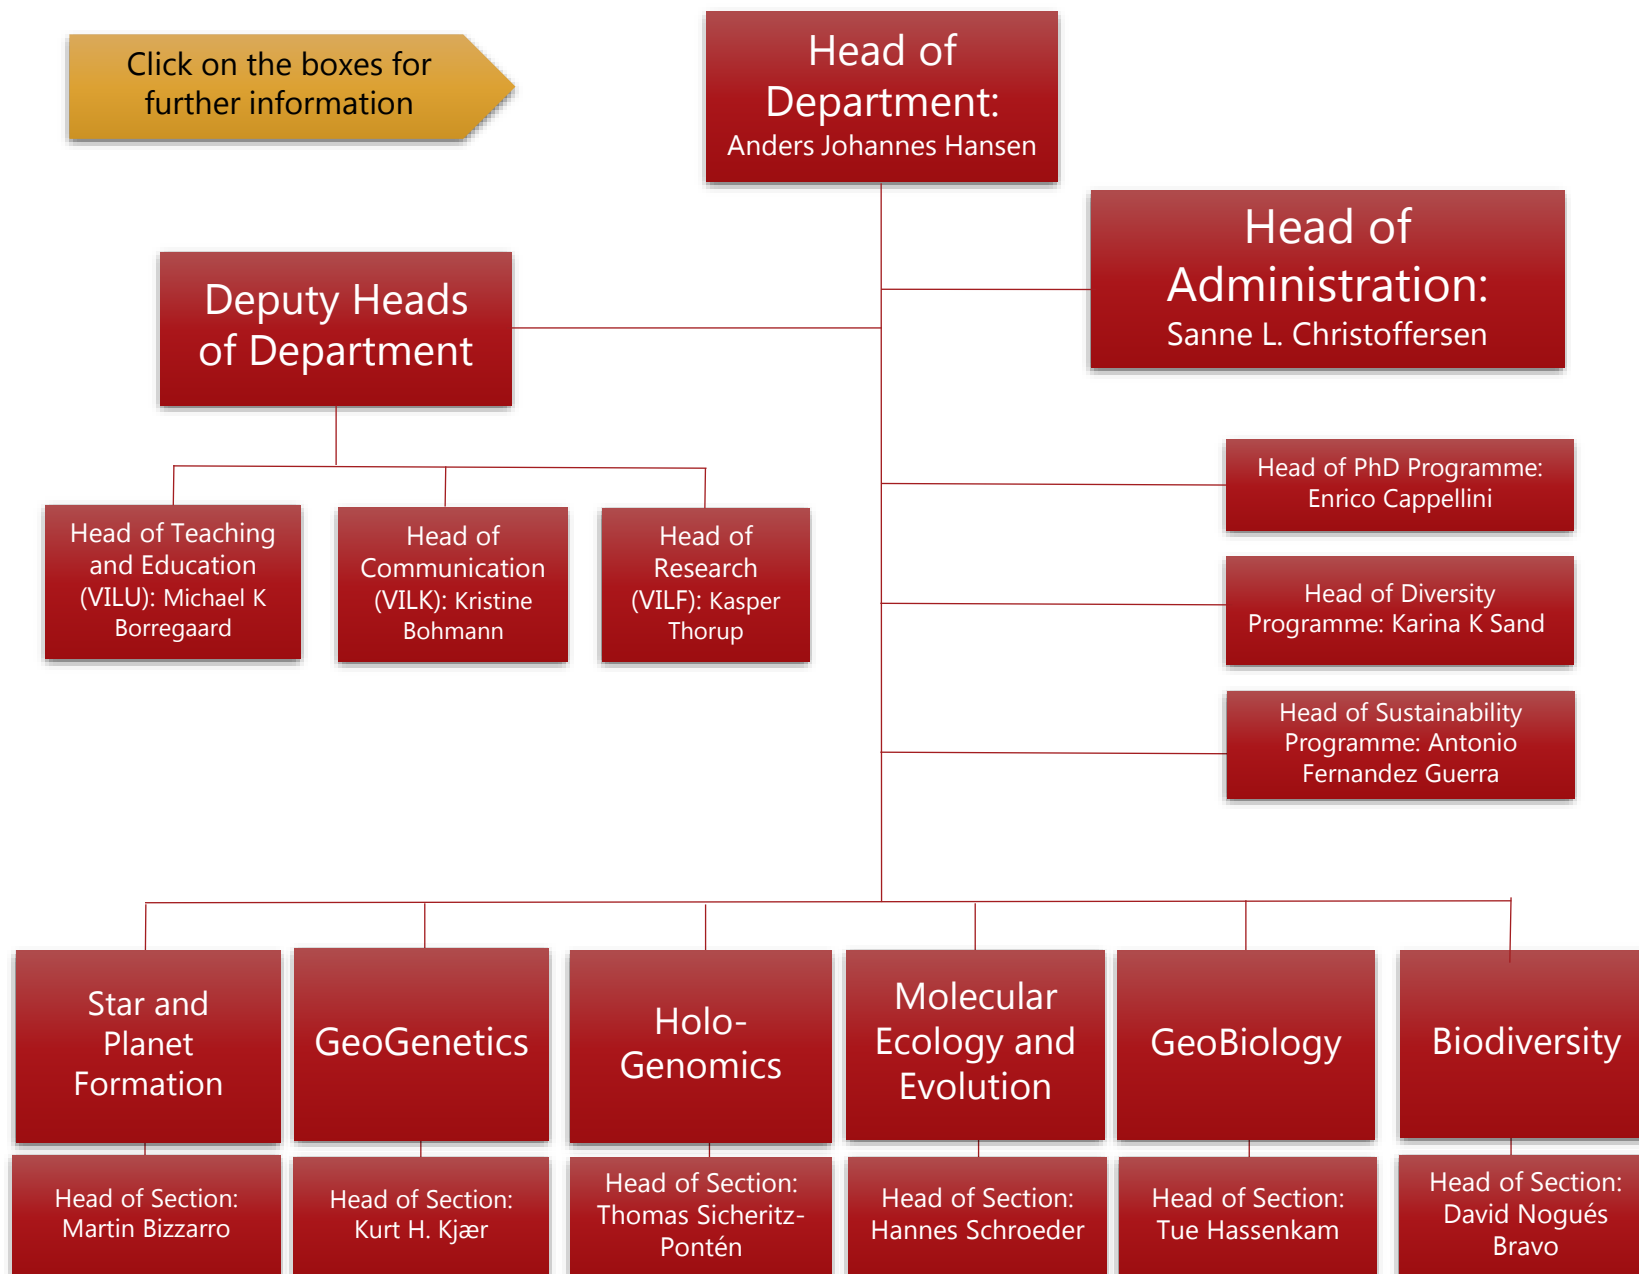 Click on the boxes for
further information
Head of
Department:
Anders Johannes Hansen
Head of
Administration:
Sanne L. Christoffersen
Deputy Heads
of Department
Head of PhD Programme:
Enrico Cappellini
Head of Teaching
and Education
(VILU): Michael K
Borregaard
Head of
Communication
(VILK): Kristine
Bohmann
Head of
Research
(VILF): Kasper
Thorup
Head of Diversity
Programme: Karina K Sand
Head of Sustainability
Programme: Antonio
Fernandez Guerra
Star and
Planet
Formation
GeoGenetics
Holo-
Genomics
Molecular
Ecology and
Evolution
GeoBiology
Biodiversity
Head of Section:
Martin Bizzarro
Head of Section:
Kurt H. Kjær
Head of Section:
Thomas Sicheritz-
Pontén
Head of Section:
Hannes Schroeder
Head of Section:
Tue Hassenkam
Head of Section:
David Nogués
Bravo